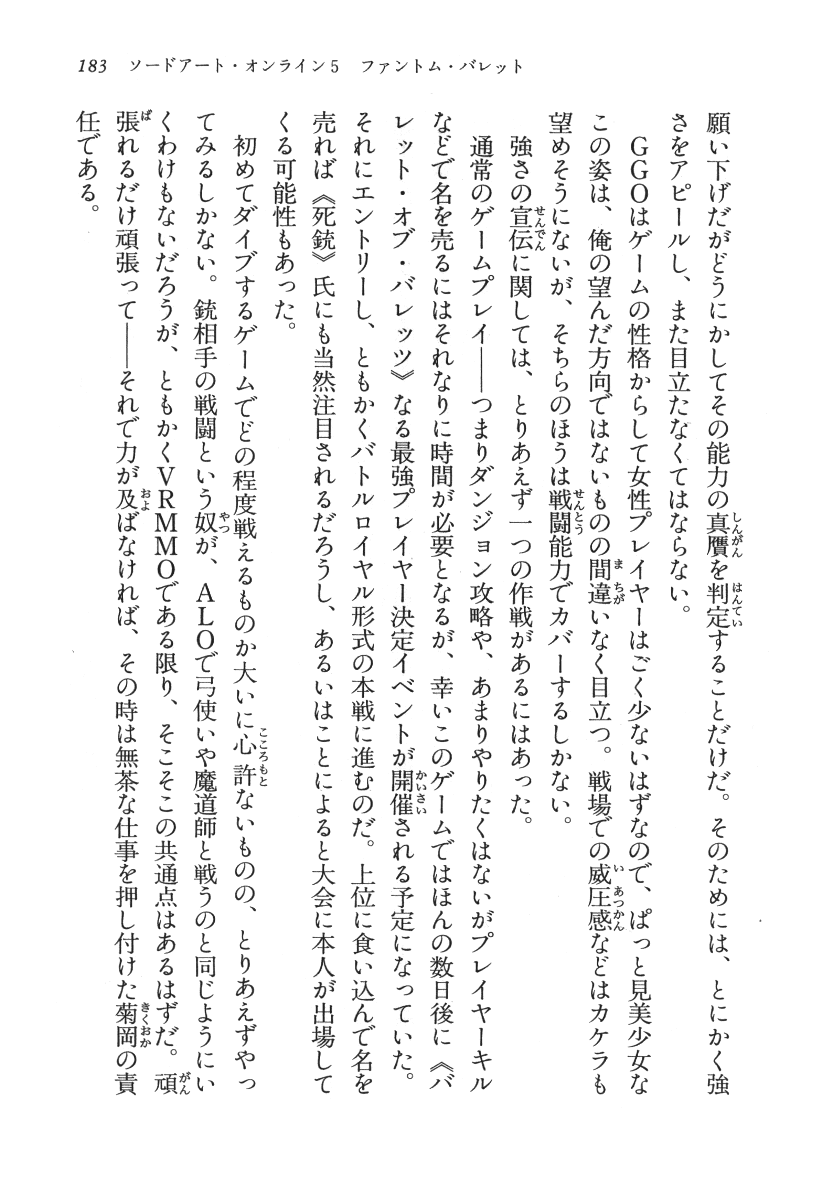 183　ソードアート・オンライン5　ファントム・バレット
願い下げだがどうにかしてその能力の真贋を判定することだけだ。そのためには、とにかく強
さをアピールし、また目立たなくてはならない。
　GGOはゲームの性格からして女性プレイヤーはごく少ないはずなので、ぱっと見美少女な
この姿は、俺の望んだ方向ではないものの間違いなく目立つ。戦場での威圧感などはカケラも
望めそうにないが、そちらのほうは戦闘能力でカバーするしかない。
　強さの宣伝に関しては、とりあえず一つの作戦があるにはあった。
　通常のゲームプレイ――つまりダンジョン攻略や、あまりやりたくはないがプレイヤーキル
などで名を売るにはそれなりに時間が必要となるが、幸いこのゲームではほんの数日後に《バ
レット・オブ・バレッツ》なる最強プレイヤー決定イベントが開催される予定になっていた。
それにエントリーし、ともかくバトルロイヤル形式の本戦に進むのだ。上位に食い込んで名を
売れば《死銃》氏にも当然注目されるだろうし、あるいはことによると大会に本人が出場して
くる可能性もあった。
　初めてダイブするゲームでどの程度戦えるものか大いに心許ないものの、とりあえずやっ
てみるしかない。銃相手の戦闘という奴が、ALOで弓使いや魔道師と戦うのと同じようにい
くわけもないだろうが、ともかくVRMMOである限り、そこそこの共通点はあるはずだ。頑
張れるだけ頑張って――それで力が及ばなければ、その時は無茶な仕事を押し付けた菊岡の責
任である。